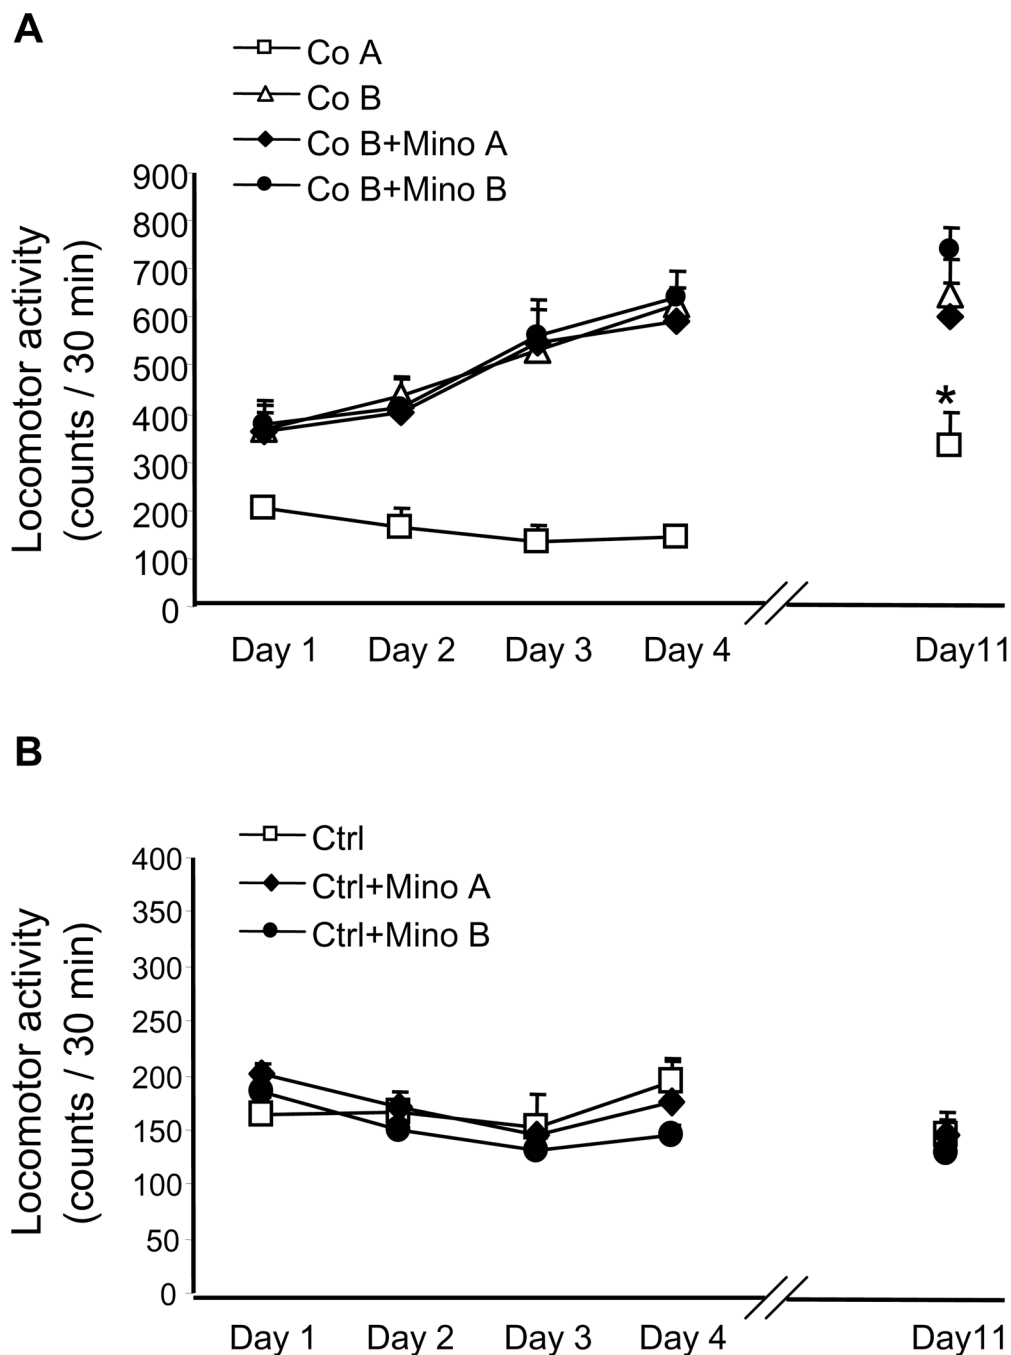 A
Co A
Co B
Co B+Mino A
Co B+Mino B
Locomotor activity
(counts / 30 min)
900
800
700
600
500
400
300
200
100
0
*
Day 1 Day 2 Day 3 Day 4 Day11
B
Ctrl
Ctrl+Mino A
Ctrl+Mino B
Locomotor activity
(counts / 30 min)
400
350
300
250
200
150
100
50
0
Day 1 Day 2 Day 3 Day 4 Day11